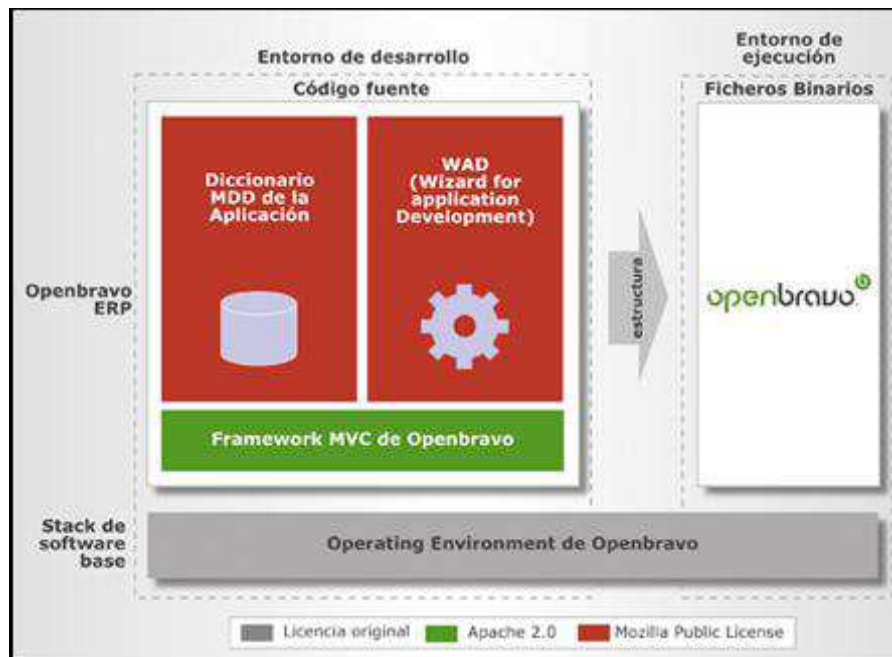 Entorno de desarrollo
Entorno de
ejecución
Código fuente
Ficheros Binarios
Diccionario
MDD de la
Aplicación
WAD
(Wizard for
application
Development)
Openbravo
ERP
estructura
openbravo
Framework MVC de Openbravo
Stack de
software
base
Operating Environment de Openbravo
Licencia original
Apache 2.0
Mozilla Public License